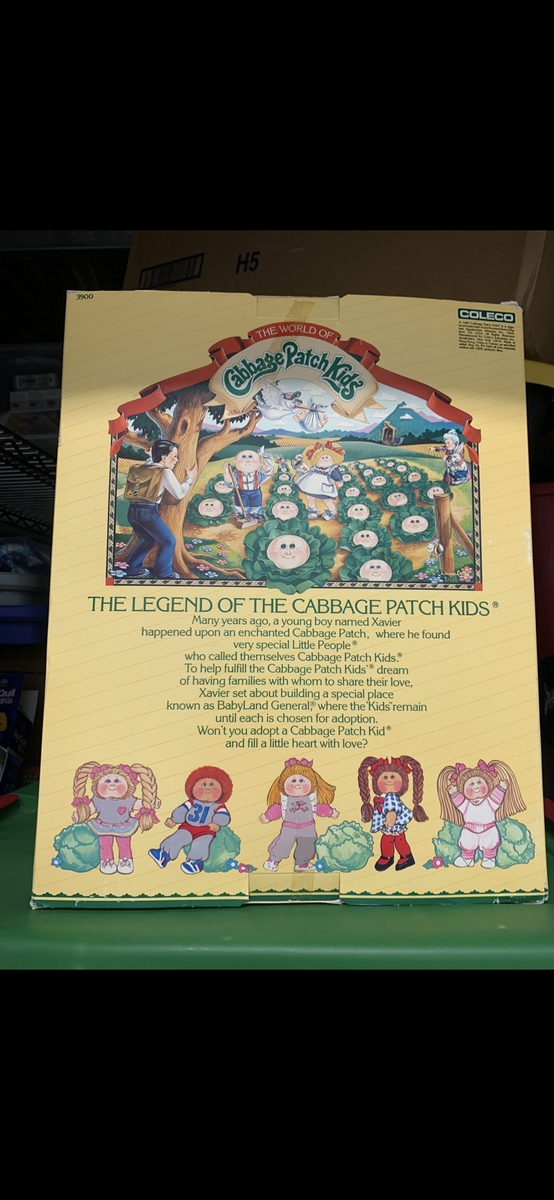 H5
3900
COLECO
THE WORLD OF
Cabbage Patch Kids
THE LEGEND OF THE CABBAGE PATCH KIDS®
Many years ago, a young boy named Xavier
happened upon an enchanted Cabbage Patch, where he found
very special Little People®
who called themselves Cabbage Patch Kids.®
To help fulfill the Cabbage Patch Kids'® dream
of having families with whom to share their love,
Xavier set about building a special place
known as BabyLand General,® where the 'Kids' remain
until each is chosen for adoption.
Won't you adopt a Cabbage Patch Kid®
and fill a little heart with love?
31